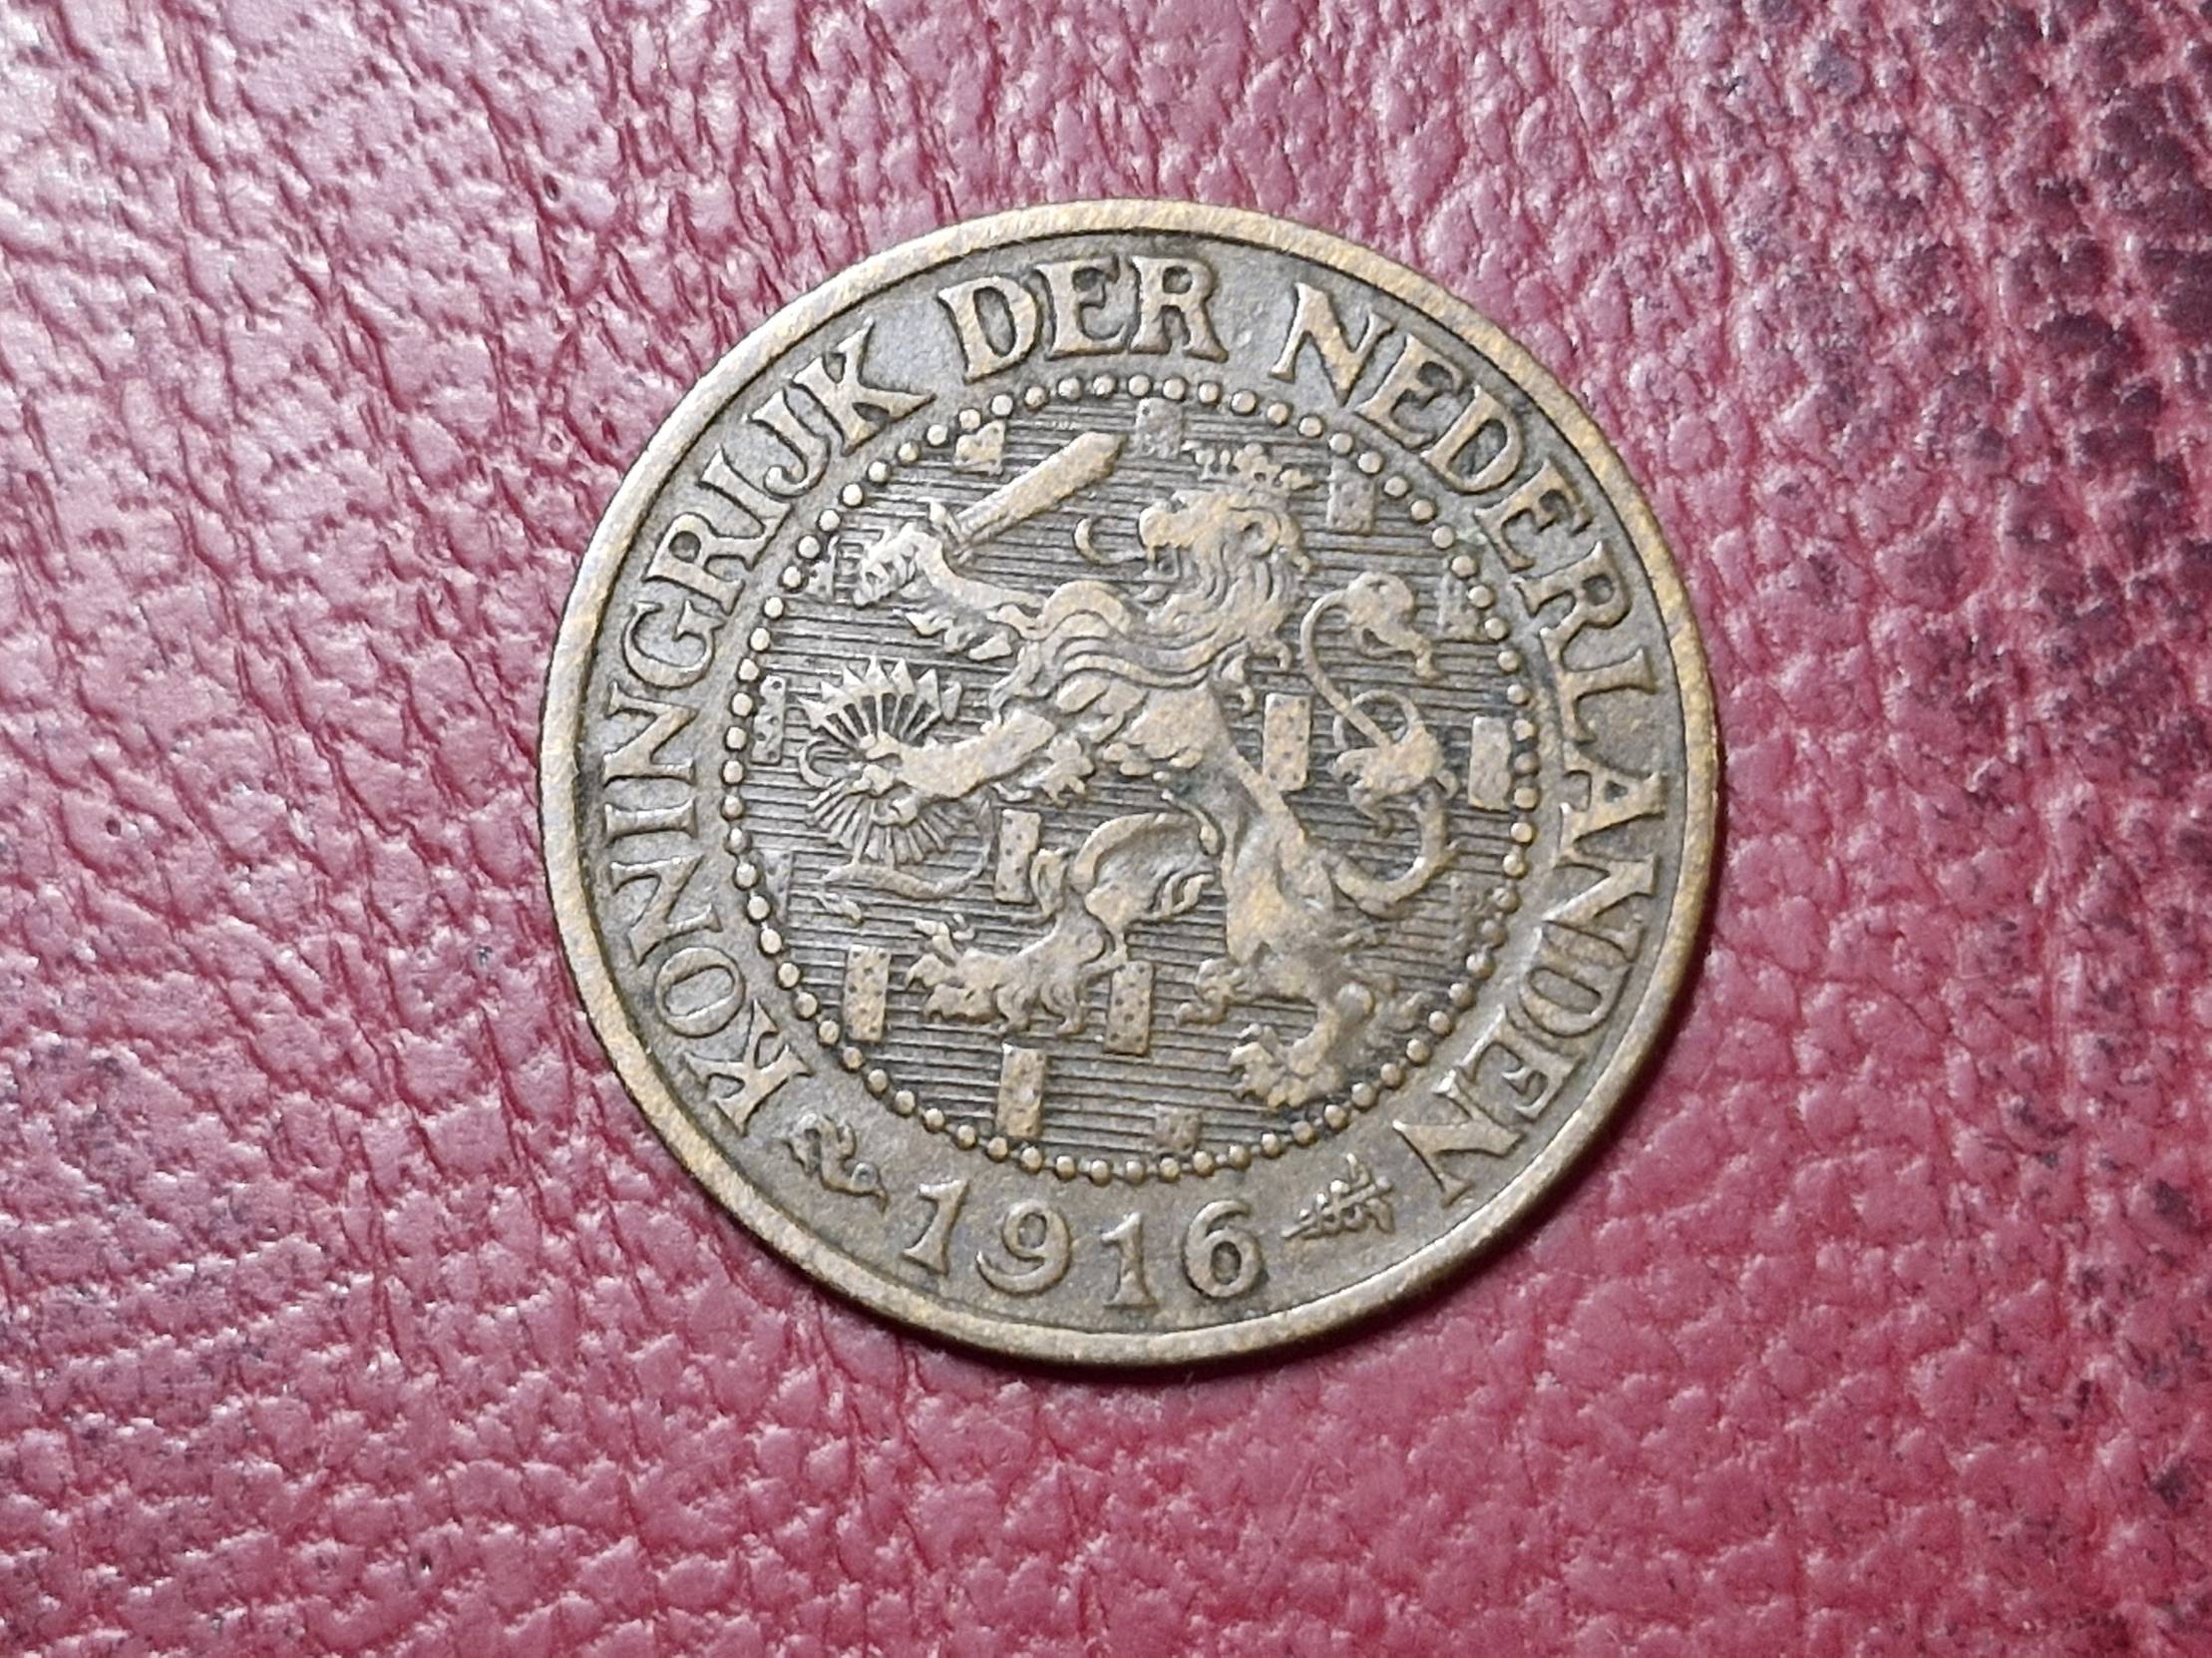 KONINGRIJK DER NEDERLANDEN
1916